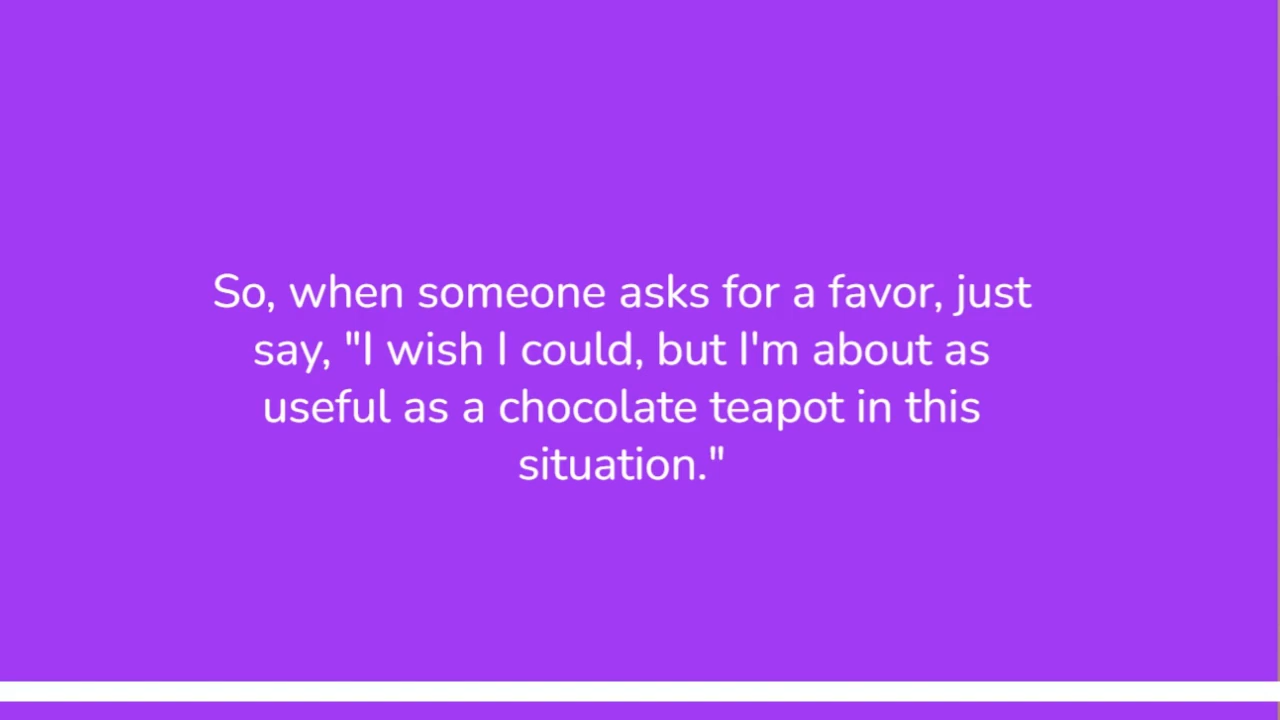 So, when someone asks for a favor, just
say, "I wish I could, but I'm about as
useful as a chocolate teapot in this
situation."